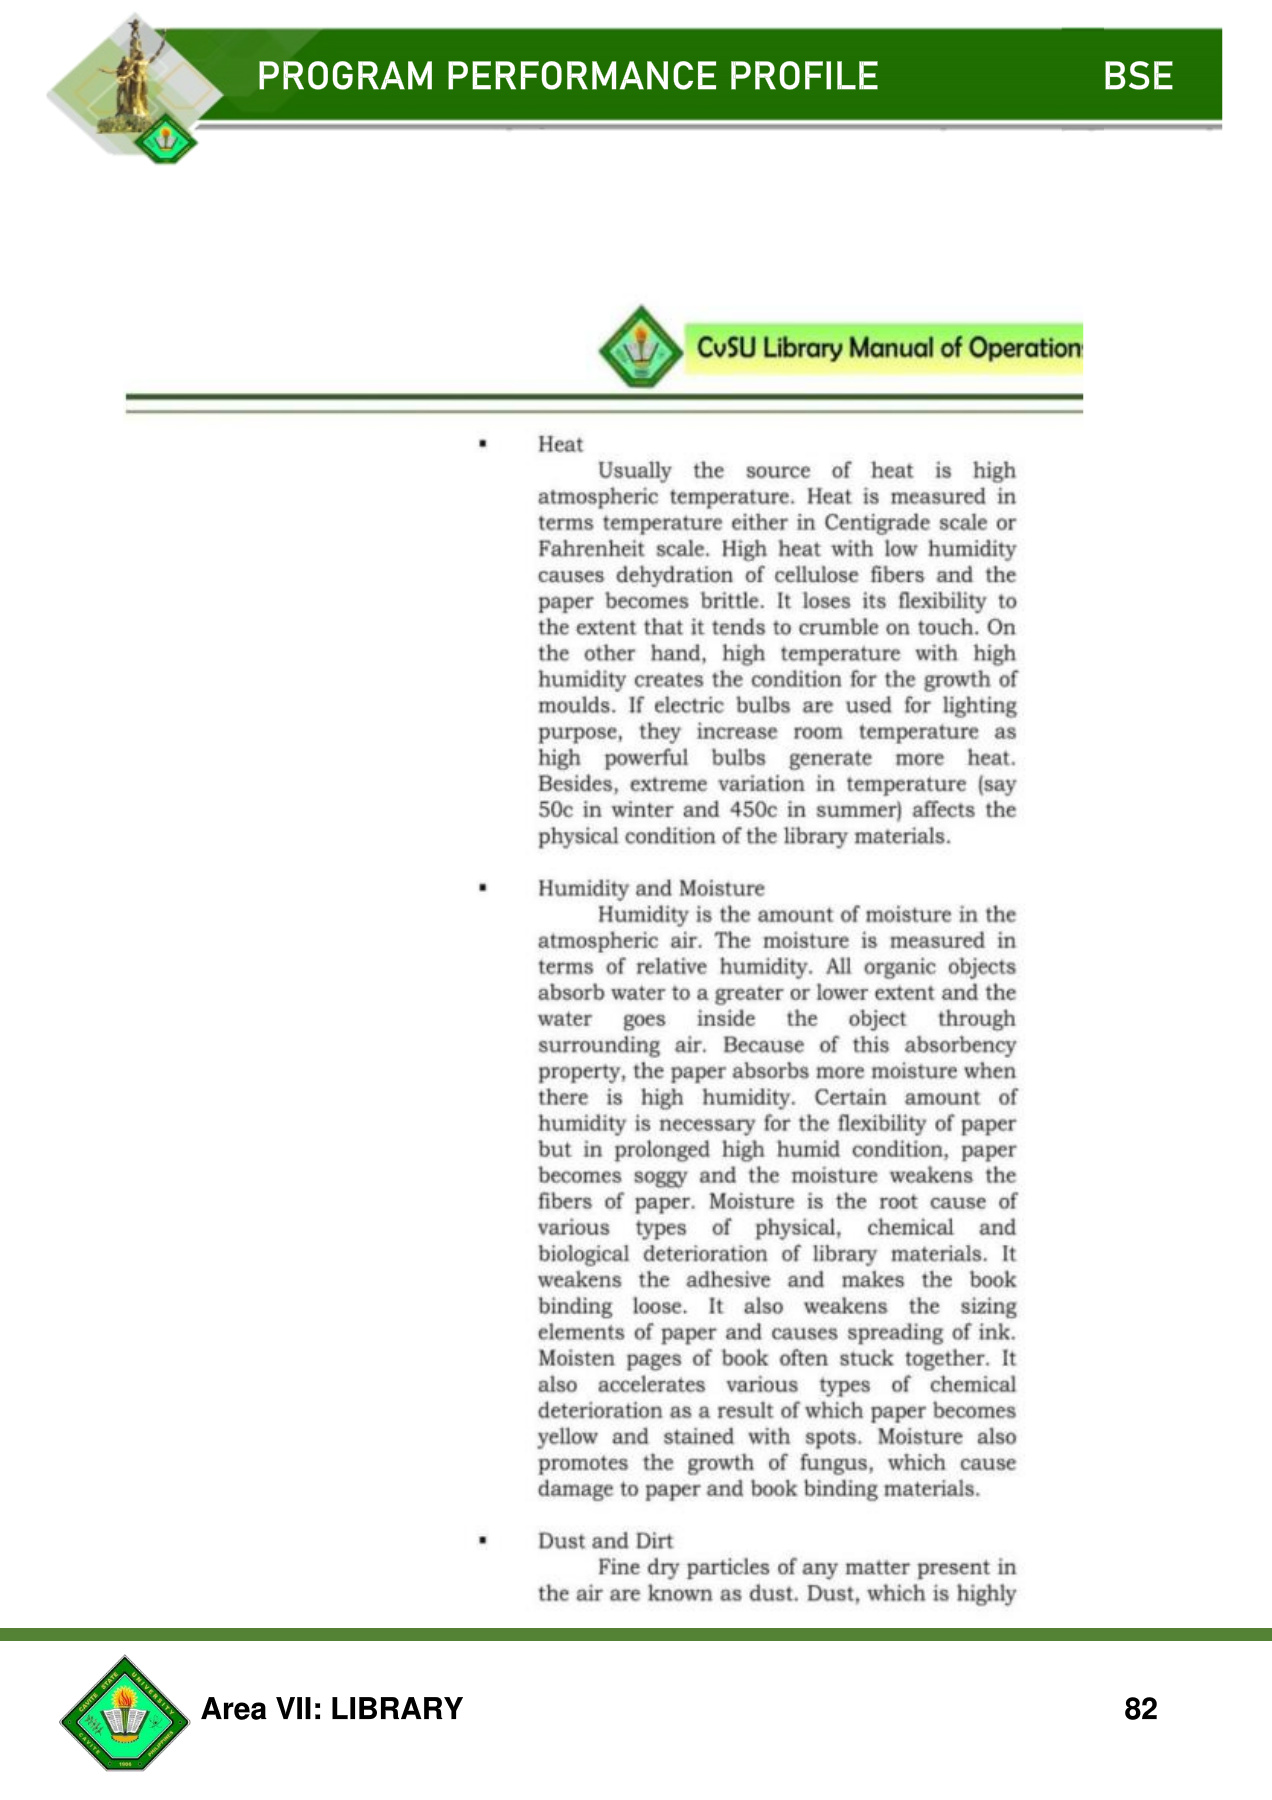 PROGRAM PERFORMANCE PROFILE BSE
CvSU Library Manual of Operation
▪ Heat
Usually the source of heat is high
atmospheric temperature. Heat is measured in
terms temperature either in Centigrade scale or
Fahrenheit scale. High heat with low humidity
causes dehydration of cellulose fibers and the
paper becomes brittle. It loses its flexibility to
the extent that it tends to crumble on touch. On
the other hand, high temperature with high
humidity creates the condition for the growth of
moulds. If electric bulbs are used for lighting
purpose, they increase room temperature as
high powerful bulbs generate more heat.
Besides, extreme variation in temperature (say
50c in winter and 450c in summer) affects the
physical condition of the library materials.
▪ Humidity and Moisture
Humidity is the amount of moisture in the
atmospheric air. The moisture is measured in
terms of relative humidity. All organic objects
absorb water to a greater or lower extent and the
water goes inside the object through
surrounding air. Because of this absorbency
property, the paper absorbs more moisture when
there is high humidity. Certain amount of
humidity is necessary for the flexibility of paper
but in prolonged high humid condition, paper
becomes soggy and the moisture weakens the
fibers of paper. Moisture is the root cause of
various types of physical, chemical and
biological deterioration of library materials. It
weakens the adhesive and makes the book
binding loose. It also weakens the sizing
elements of paper and causes spreading of ink.
Moisten pages of book often stuck together. It
also accelerates various types of chemical
deterioration as a result of which paper becomes
yellow and stained with spots. Moisture also
promotes the growth of fungus, which cause
damage to paper and book binding materials.
▪ Dust and Dirt
Fine dry particles of any matter present in
the air are known as dust. Dust, which is highly
CAVITE STATE UNIVERSITY
CAVITE PHILIPPINES
1906
Area VII: LIBRARY 82